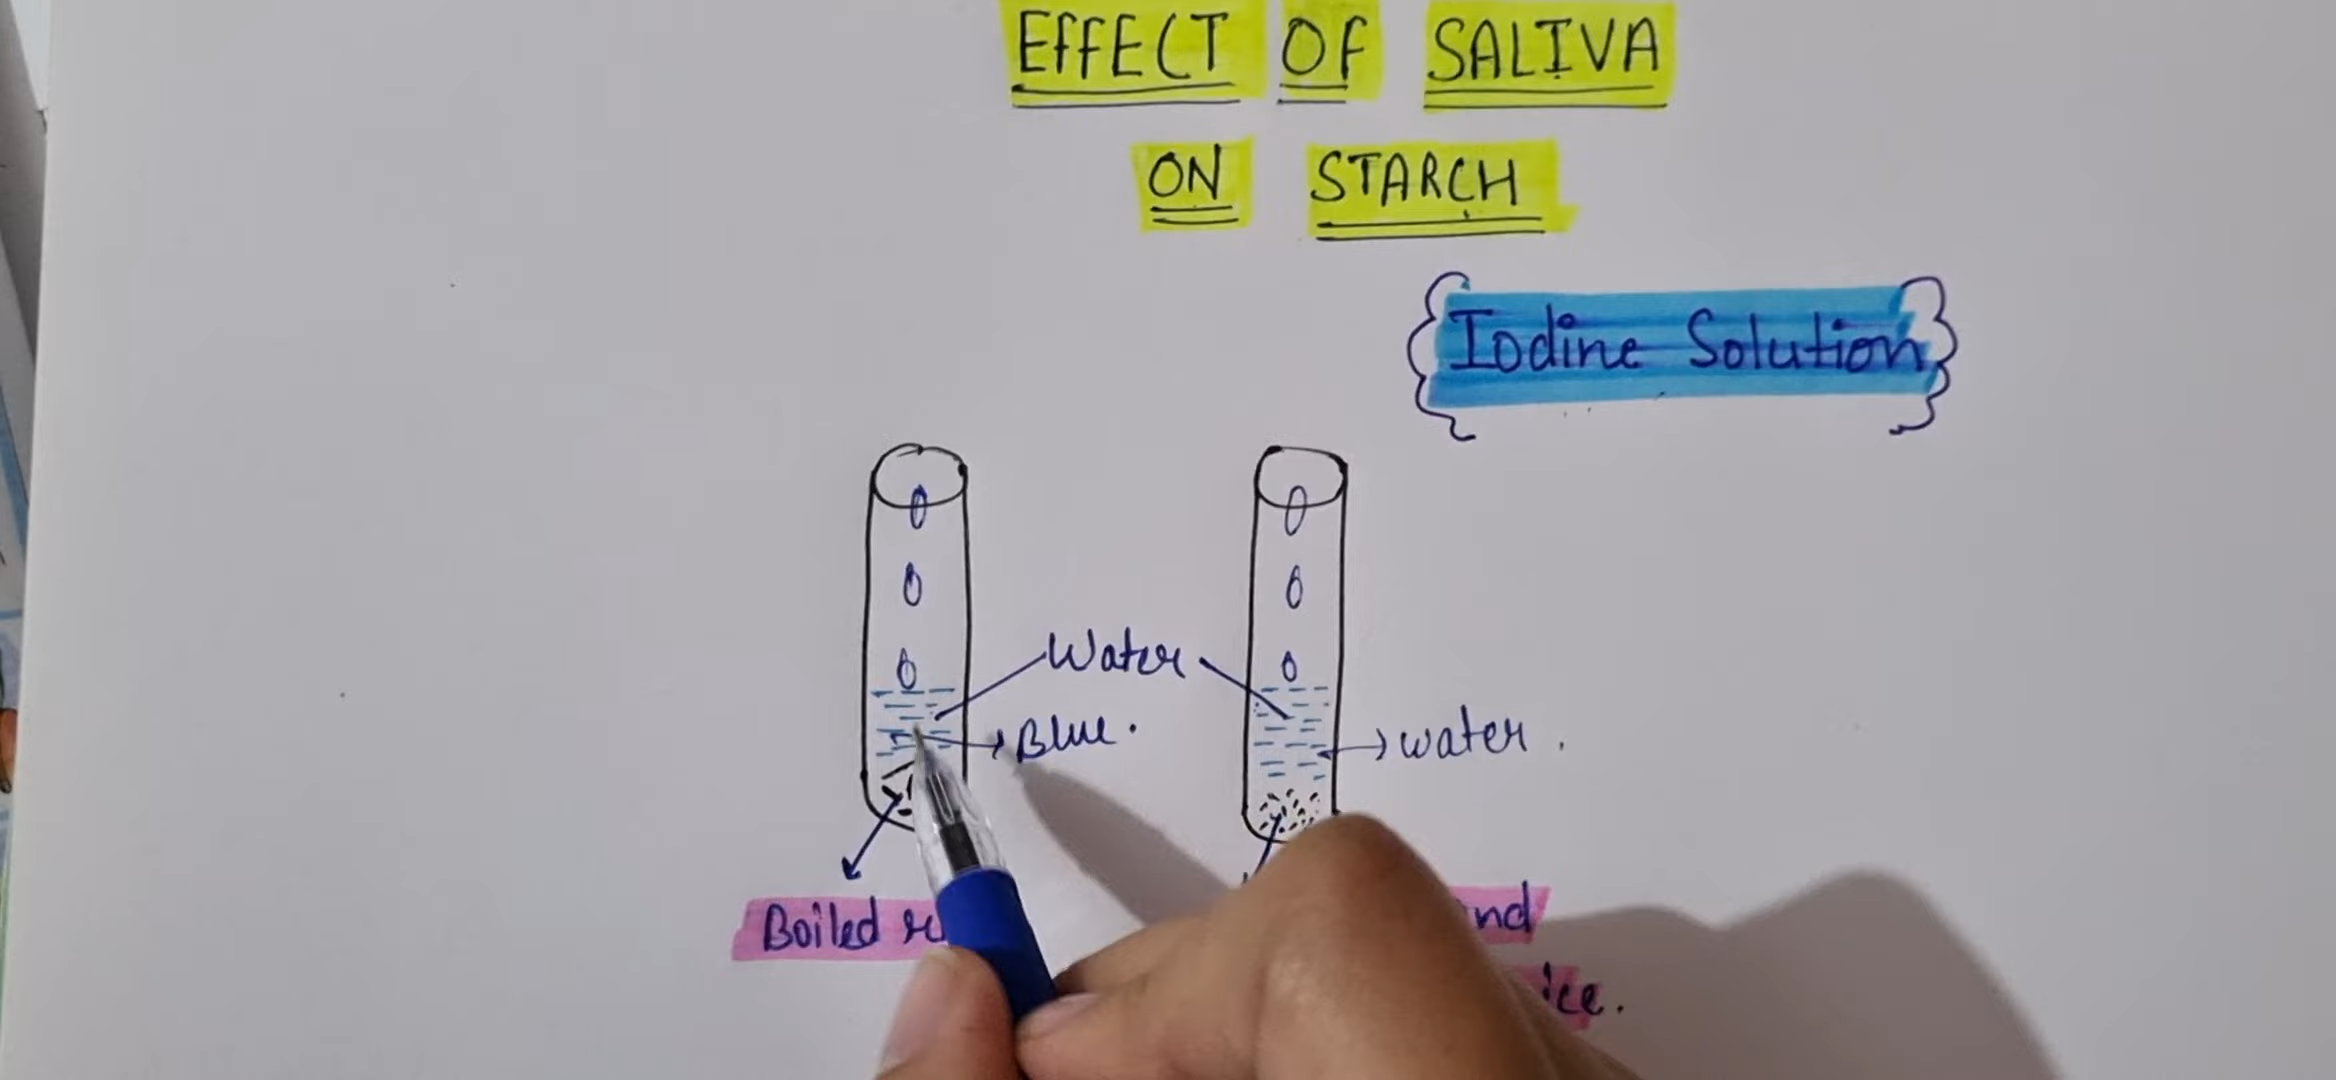 EFFECT OF SALIVA
ON STARCH
Iodine Solution
Water
Blue.
water.
Boiled